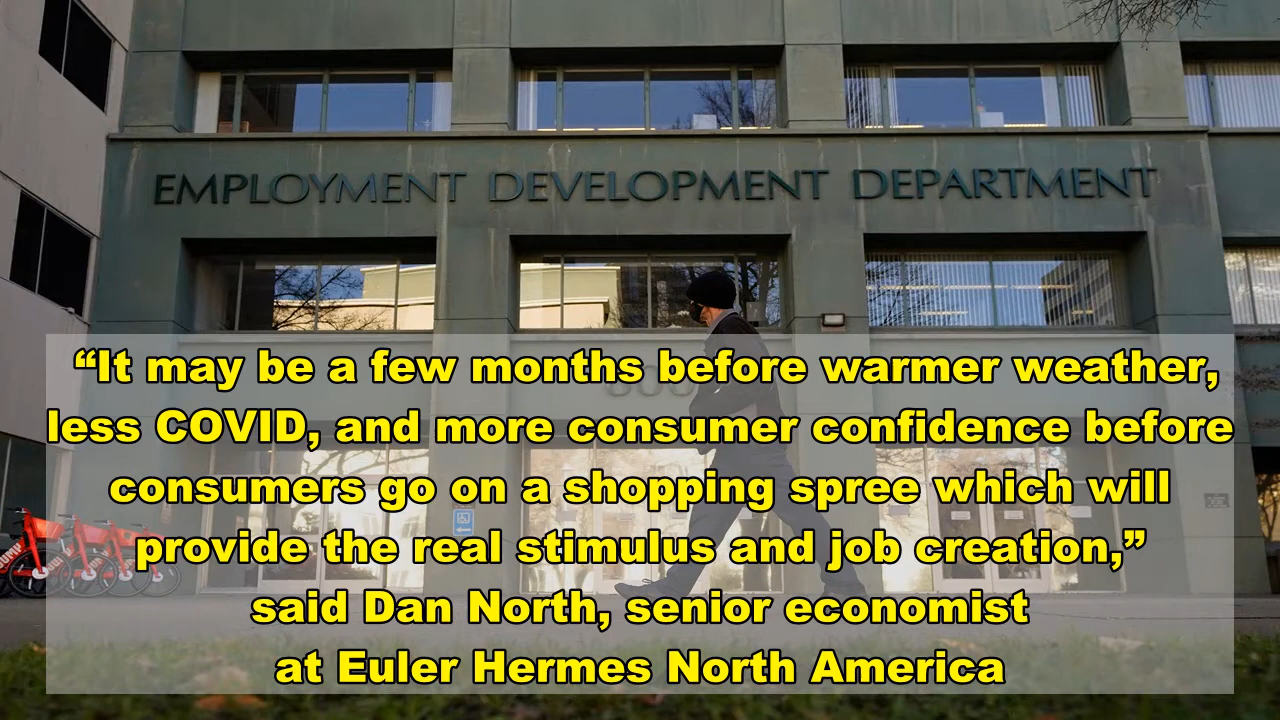 EMPLOYMENT DEVELOPMENT DEPARTMENT
“It may be a few months before warmer weather,
less COVID, and more consumer confidence before
consumers go on a shopping spree which will
provide the real stimulus and job creation,”
said Dan North, senior economist
at Euler Hermes North America
800
JUMP